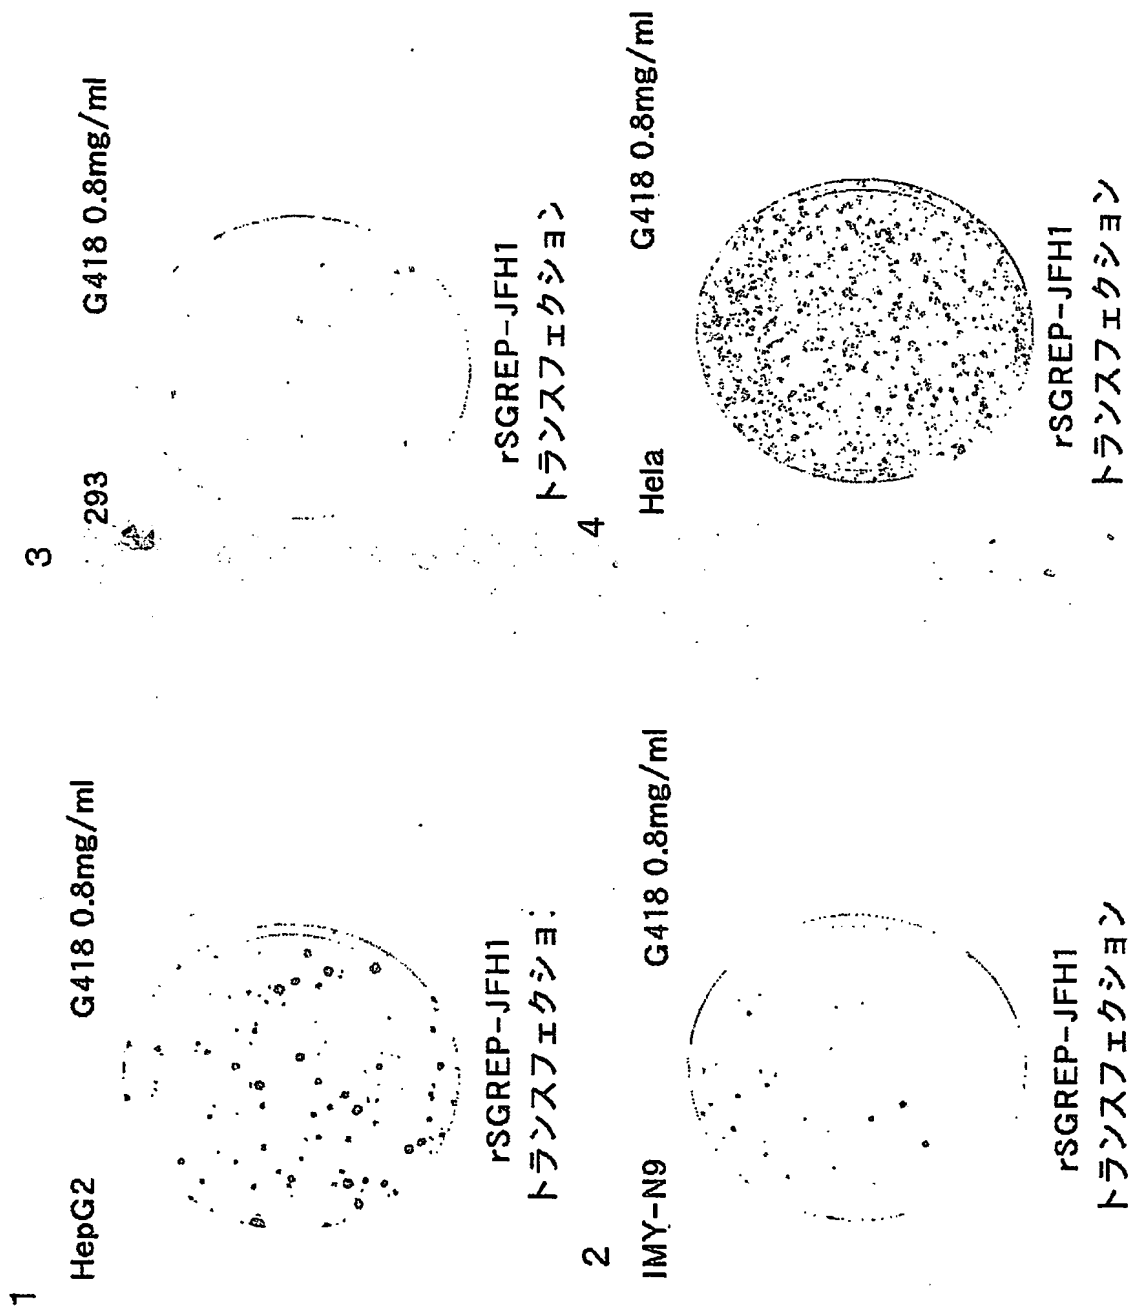 1
HepG2
G418 0.8mg/ml
rSGREP-JFH1
トランスフェクショ
2
IMY-N9
G418 0.8mg/ml
rSGREP-JFH1
トランスフェクション
3
293
G418 0.8mg/ml
rSGREP-JFH1
トランスフェクション
4
Hela
G418 0.8mg/ml
rSGREP-JFH1
トランスフェクション